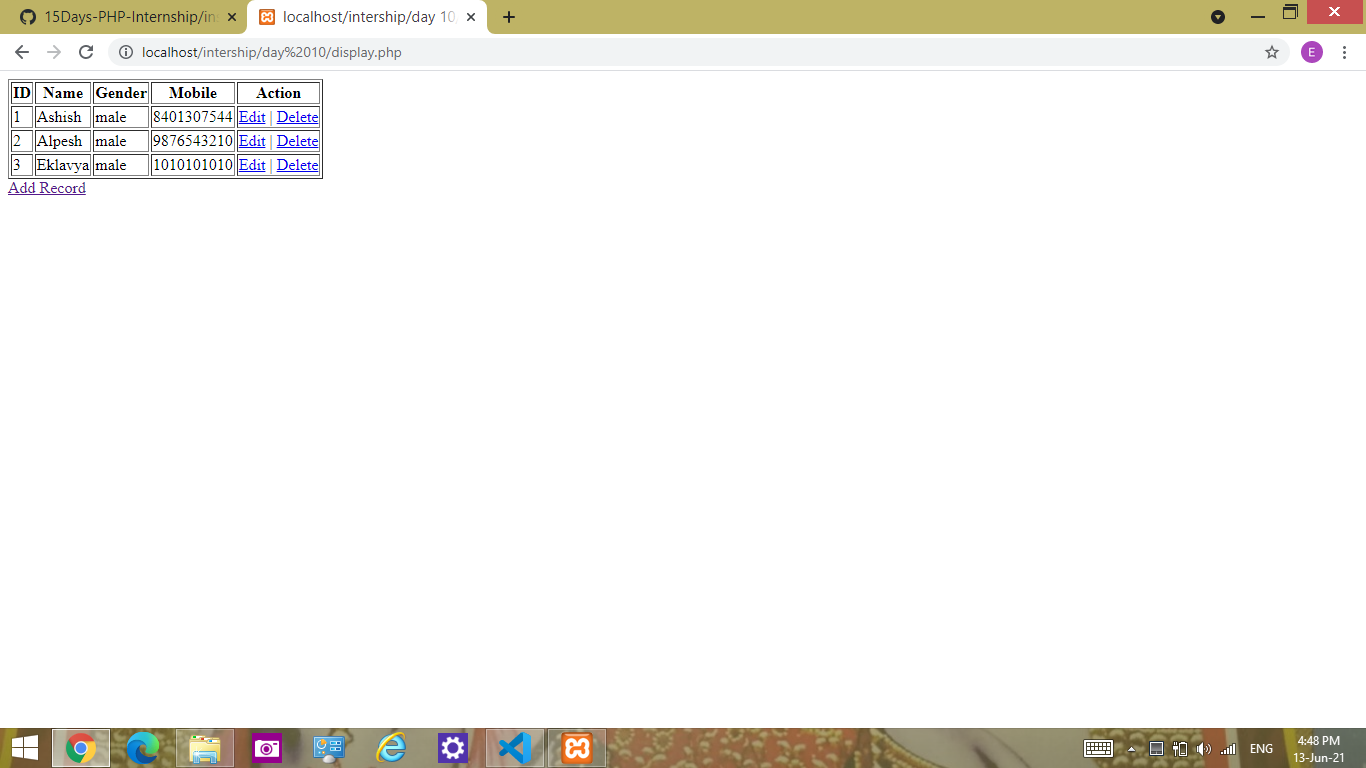 15Days-PHP-Internship/in
localhost/intership/day 10
localhost/intership/day%2010/display.php
E
ID Name Gender Mobile Action
1 Ashish male 8401307544 Edit | Delete
2 Alpesh male 9876543210 Edit | Delete
3 Eklavya male 1010101010 Edit | Delete
Add Record
ENG
4:48 PM
13-Jun-21